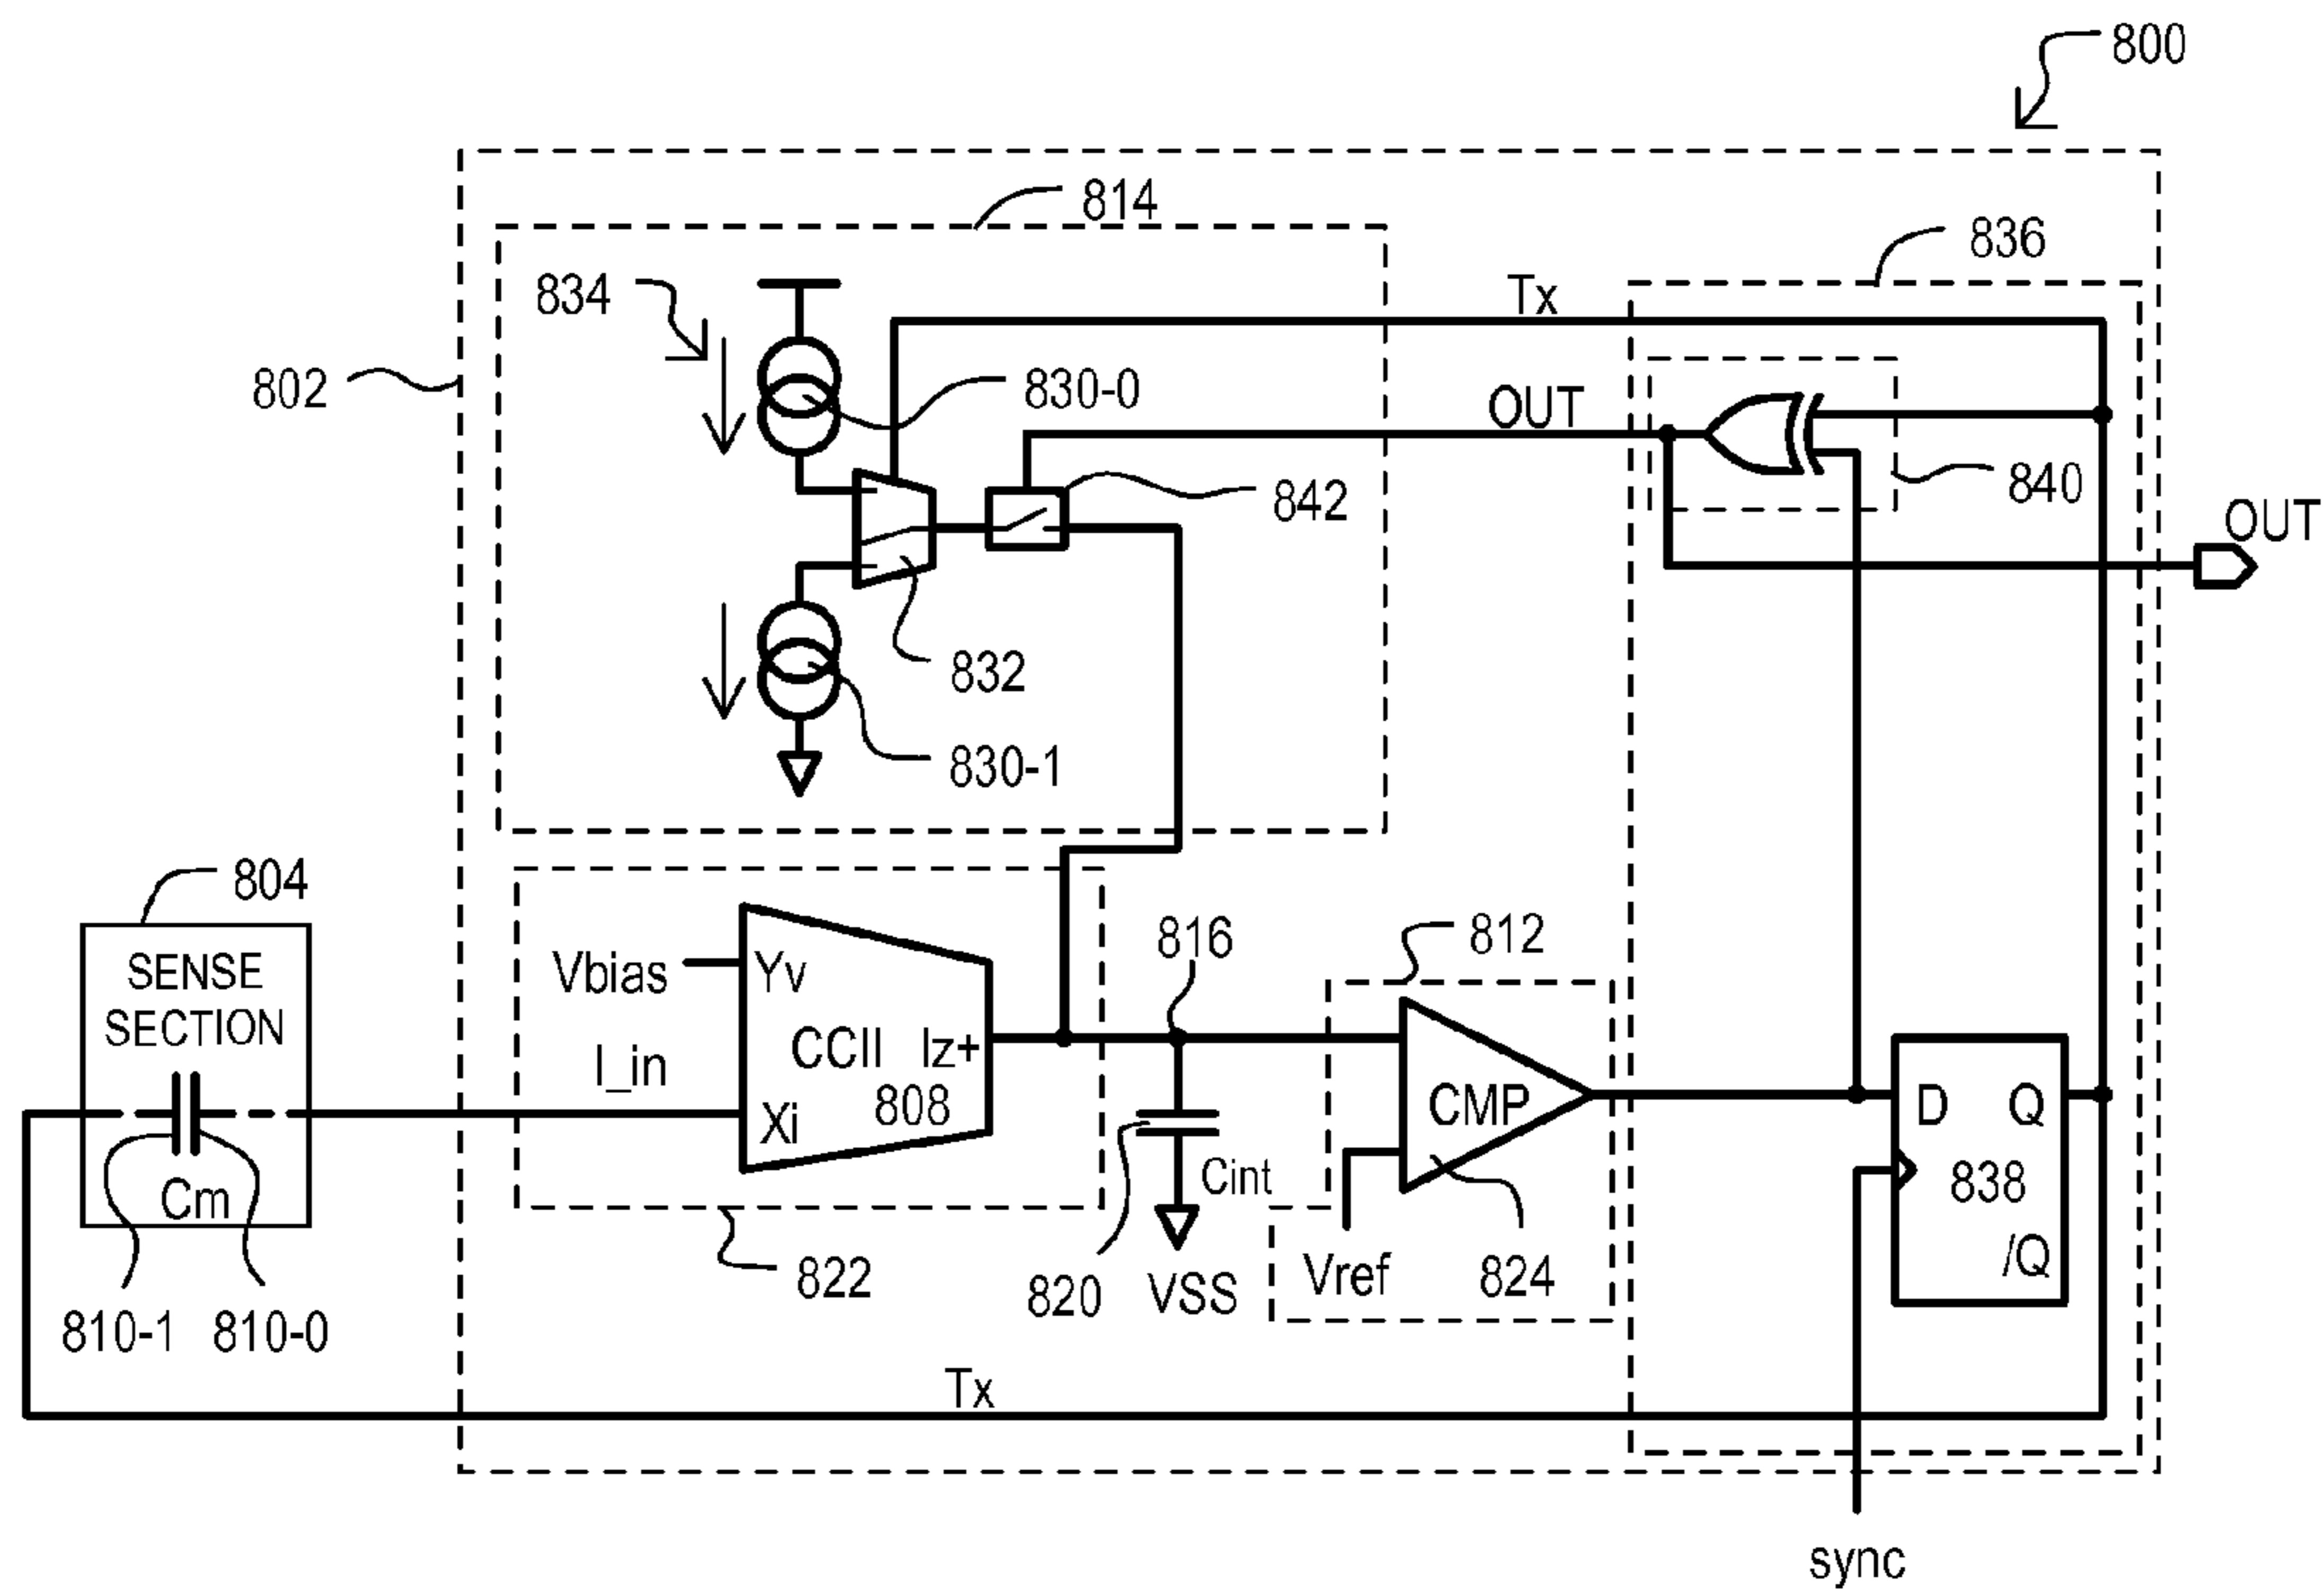 800
814
836
834
Tx
802
830-0
OUT
842
840
OUT
832
830-1
804
816
812
SENSE
SECTION
Vbias
Yv
CCII
Iz+
I_in
808
CMP
D
Q
Xi
Cm
Cint
838
822
820
VSS
Vref
824
/Q
810-1
810-0
Tx
sync